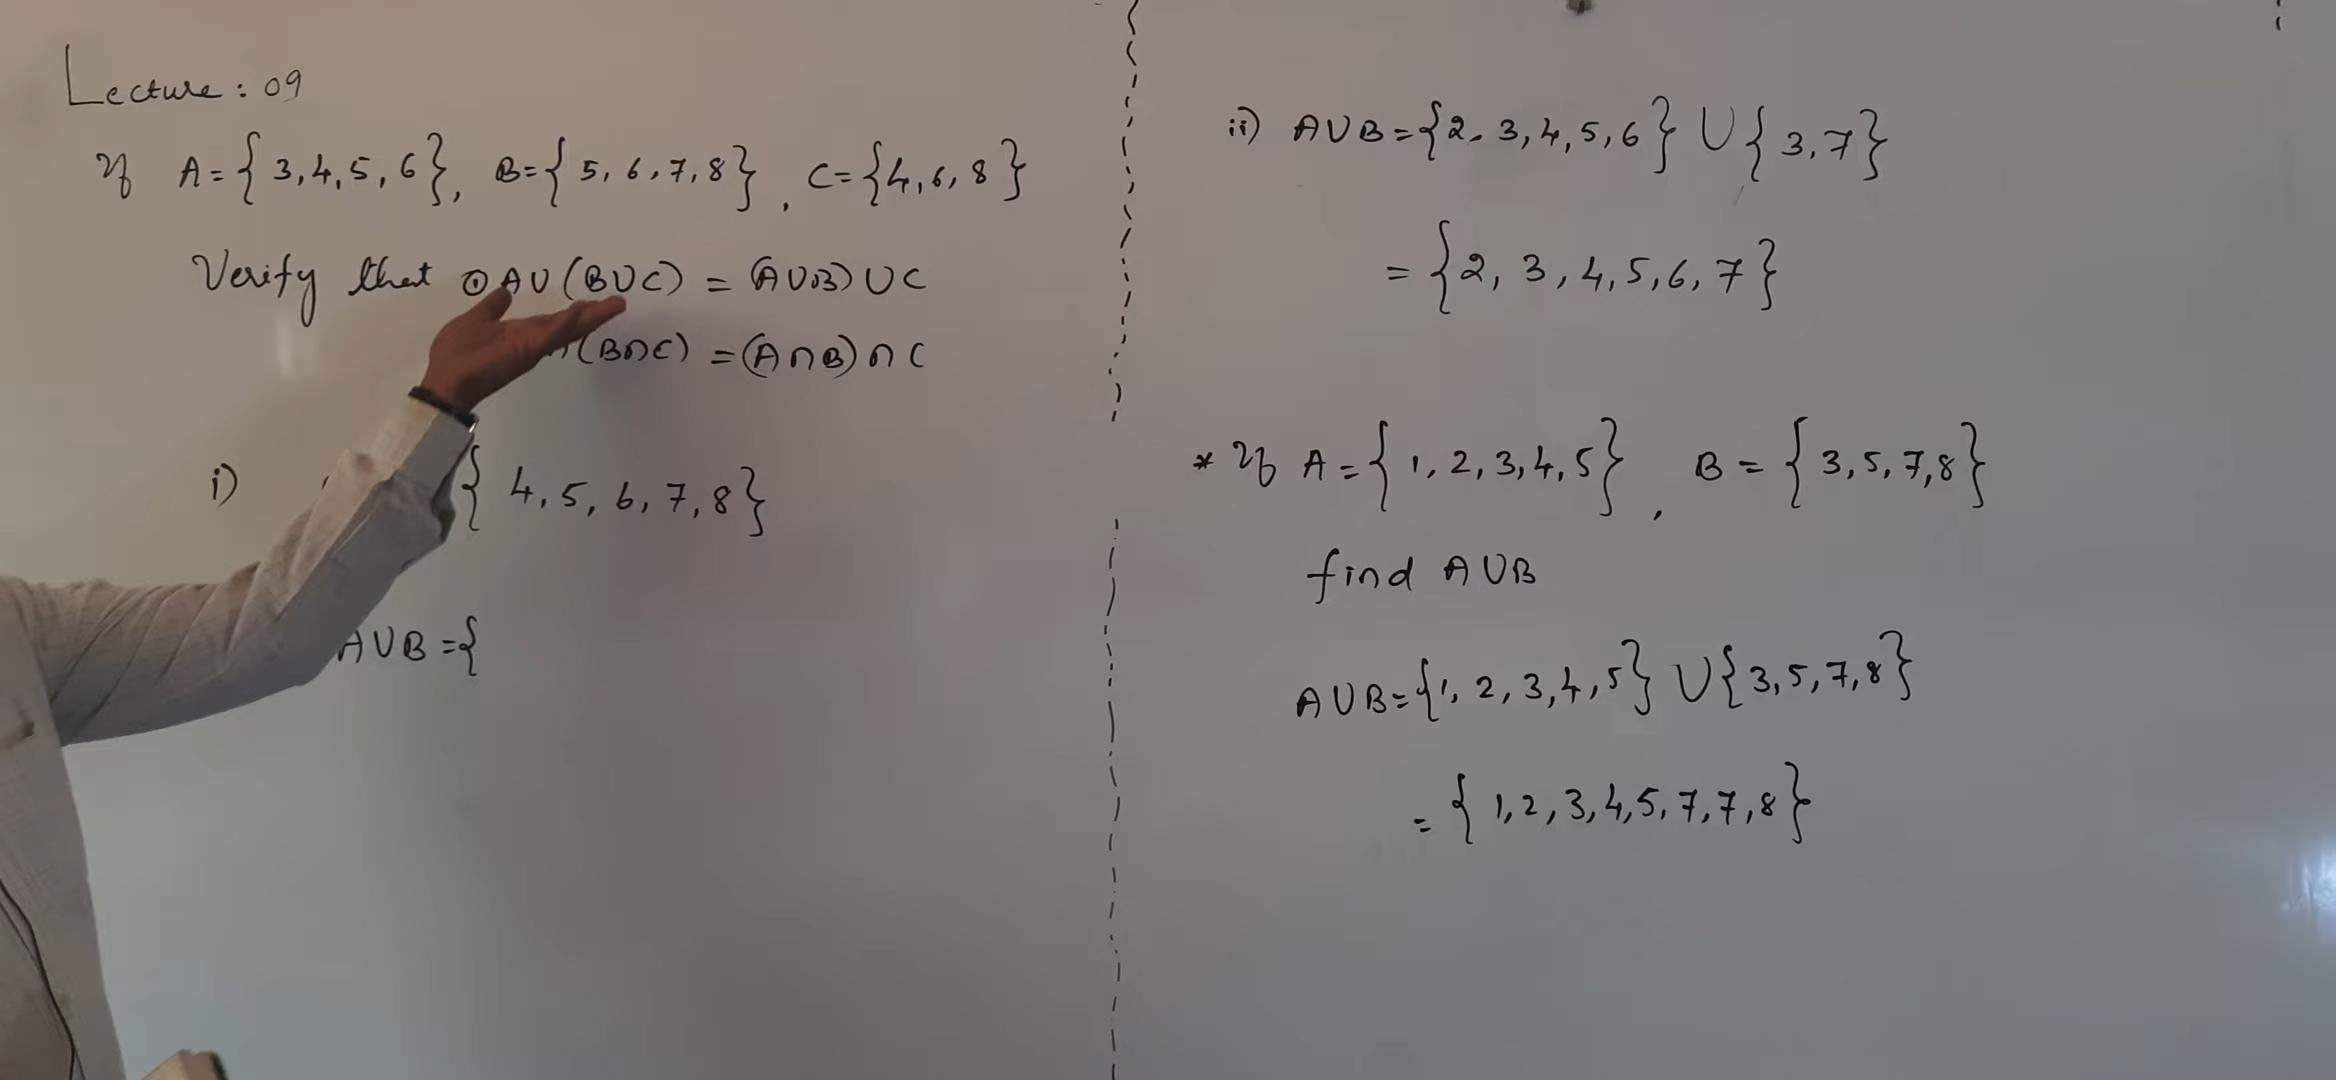 Lecture: 09
If A={3,4,5,6}, B={5,6,7,8}, C={4,6,8}
Verify that ① A∪(B∪C) = (A∪B)∪C
(B∩C) = (A∩B)∩C
i) { 4,5,6,7,8}
A∪B={
ii) A∪B={2,3,4,5,6} ∪{3,7}
= {2,3,4,5,6,7}
* If A={1,2,3,4,5}, B={3,5,7,8}
find A∪B
A∪B={1,2,3,4,5} ∪{3,5,7,8}
= {1,2,3,4,5,7,7,8}